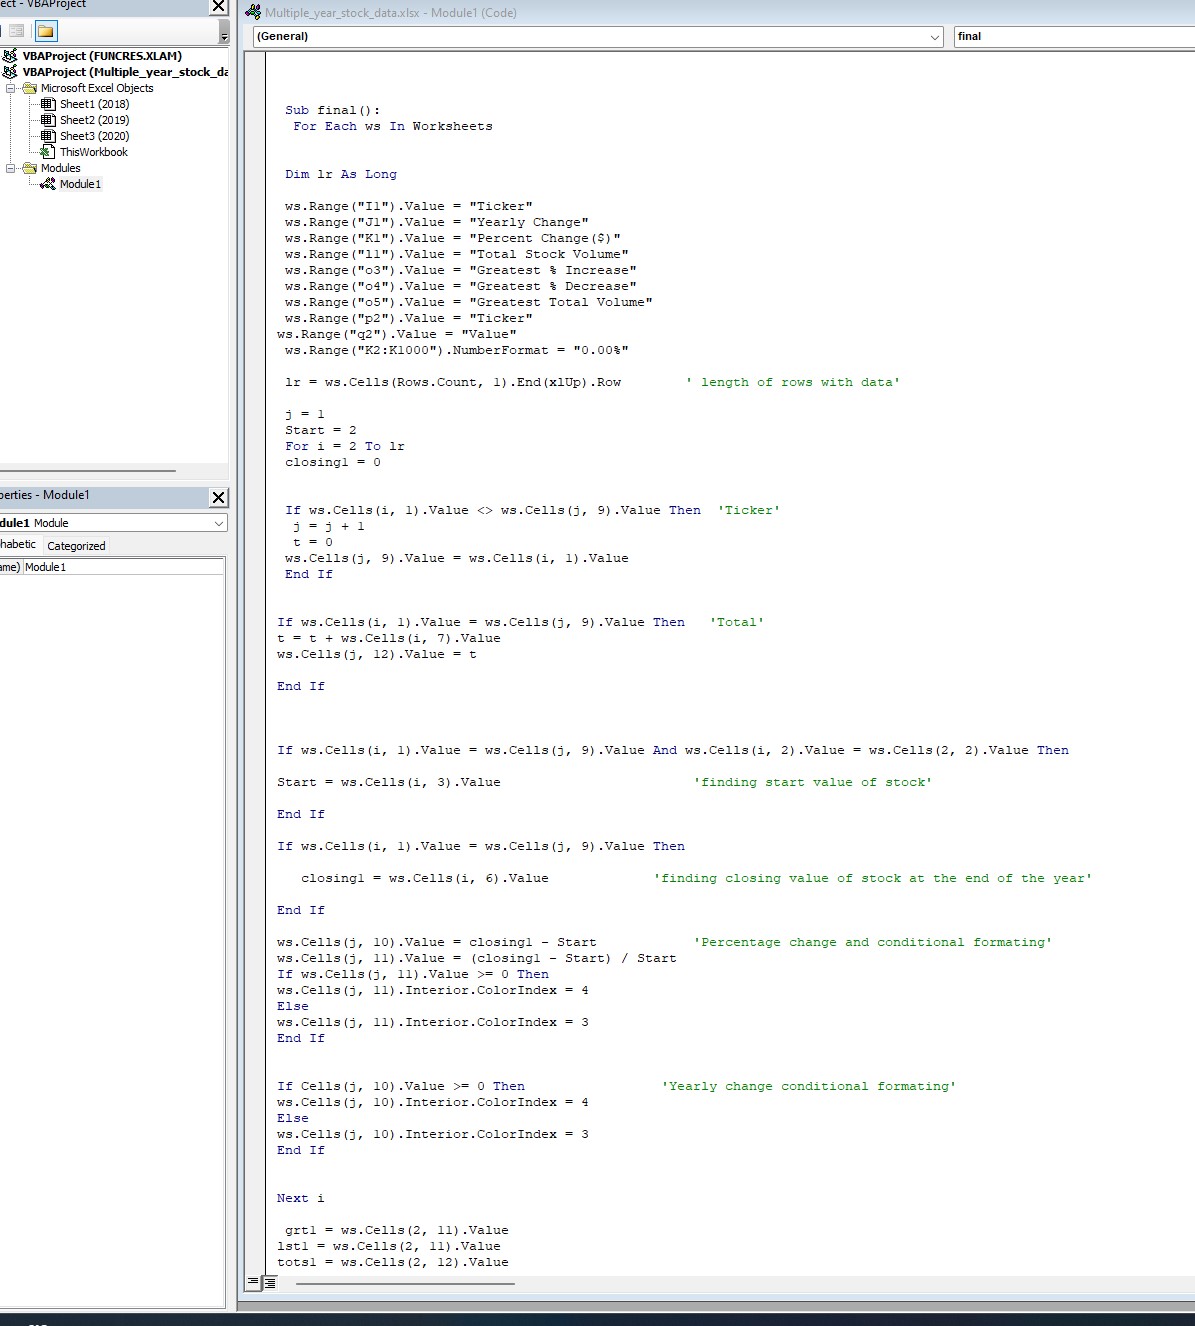 ect - VBAProject
VBAProject (FUNCRES.XLAM)
VBAProject (Multiple_year_stock_da
Microsoft Excel Objects
Sheet1 (2018)
Sheet2 (2019)
Sheet3 (2020)
ThisWorkbook
Modules
Module1
perties - Module1
dule1 Module
habetic Categorized
ame) Module1
Multiple_year_stock_data.xlsx - Module1 (Code)
(General) final
Sub final():
For Each ws In Worksheets
Dim lr As Long
ws.Range("I1").Value = "Ticker"
ws.Range("J1").Value = "Yearly Change"
ws.Range("K1").Value = "Percent Change($)"
ws.Range("l1").Value = "Total Stock Volume"
ws.Range("o3").Value = "Greatest % Increase"
ws.Range("o4").Value = "Greatest % Decrease"
ws.Range("o5").Value = "Greatest Total Volume"
ws.Range("p2").Value = "Ticker"
ws.Range("q2").Value = "Value"
ws.Range("K2:K1000").NumberFormat = "0.00%"
lr = ws.Cells(Rows.Count, 1).End(xlUp).Row ' length of rows with data'
j = 1
Start = 2
For i = 2 To lr
closing1 = 0
If ws.Cells(i, 1).Value <> ws.Cells(j, 9).Value Then 'Ticker'
j = j + 1
t = 0
ws.Cells(j, 9).Value = ws.Cells(i, 1).Value
End If
If ws.Cells(i, 1).Value = ws.Cells(j, 9).Value Then 'Total'
t = t + ws.Cells(i, 7).Value
ws.Cells(j, 12).Value = t
End If
If ws.Cells(i, 1).Value = ws.Cells(j, 9).Value And ws.Cells(i, 2).Value = ws.Cells(2, 2).Value Then
Start = ws.Cells(i, 3).Value 'finding start value of stock'
End If
If ws.Cells(i, 1).Value = ws.Cells(j, 9).Value Then
closing1 = ws.Cells(i, 6).Value 'finding closing value of stock at the end of the year'
End If
ws.Cells(j, 10).Value = closing1 - Start 'Percentage change and conditional formating'
ws.Cells(j, 11).Value = (closing1 - Start) / Start
If ws.Cells(j, 11).Value >= 0 Then
ws.Cells(j, 11).Interior.ColorIndex = 4
Else
ws.Cells(j, 11).Interior.ColorIndex = 3
End If
If Cells(j, 10).Value >= 0 Then 'Yearly change conditional formating'
ws.Cells(j, 10).Interior.ColorIndex = 4
Else
ws.Cells(j, 10).Interior.ColorIndex = 3
End If
Next i
grt1 = ws.Cells(2, 11).Value
lst1 = ws.Cells(2, 11).Value
tots1 = ws.Cells(2, 12).Value